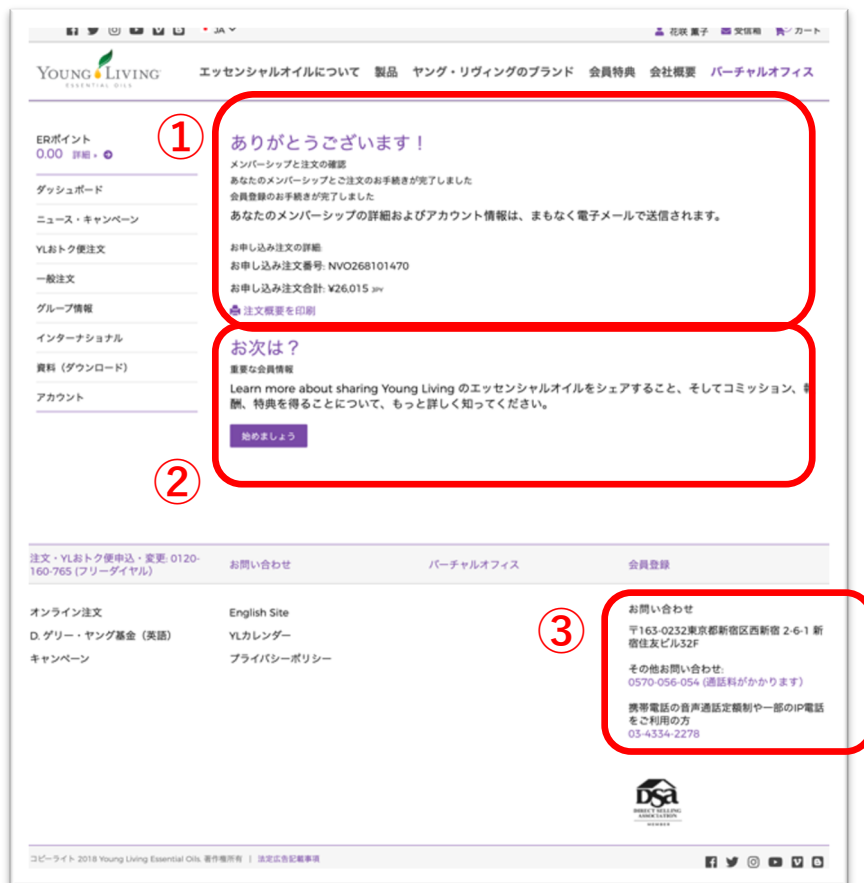 JA
花咲 薫子 受信箱 カート
YOUNG LIVING
ESSENTIAL OILS
エッセンシャルオイルについて 製品 ヤング・リヴィングのブランド 会員特典 会社概要 バーチャルオフィス
ERポイント
0.00 詳細 »
ダッシュボード
ニュース・キャンペーン
YLおトク便注文
一般注文
グループ情報
インターナショナル
資料（ダウンロード）
アカウント
①
ありがとうございます！
メンバーシップと注文の確認
あなたのメンバーシップとご注文のお手続きが完了しました
会員登録のお手続きが完了しました
あなたのメンバーシップの詳細およびアカウント情報は、まもなく電子メールで送信されます。
お申し込み注文の詳細:
お申し込み注文番号: NVO268101470
お申し込み注文合計: ¥26,015 JPY
注文概要を印刷
②
お次は？
重要な会員情報
Learn more about sharing Young Living のエッセンシャルオイルをシェアすること、そしてコミッション、報
酬、特典を得ることについて、もっと詳しく知ってください。
始めましょう
注文・YLおトク便申込・変更: 0120-
160-765 (フリーダイヤル)
お問い合わせ
バーチャルオフィス
会員登録
オンライン注文
D. ゲリー・ヤング基金（英語）
キャンペーン
English Site
YLカレンダー
プライバシーポリシー
③
お問い合わせ
〒163-0232東京都新宿区西新宿 2-6-1 新
宿住友ビル32F
その他お問い合わせ:
0570-056-054 (通話料がかかります)
携帯電話の音声通話定額制や一部のIP電話
をご利用の方
03-4334-2278
DSA
DIRECT SELLING
ASSOCIATION
MEMBER
コピーライト 2018 Young Living Essential Oils. 著作権所有 | 法定広告記載事項